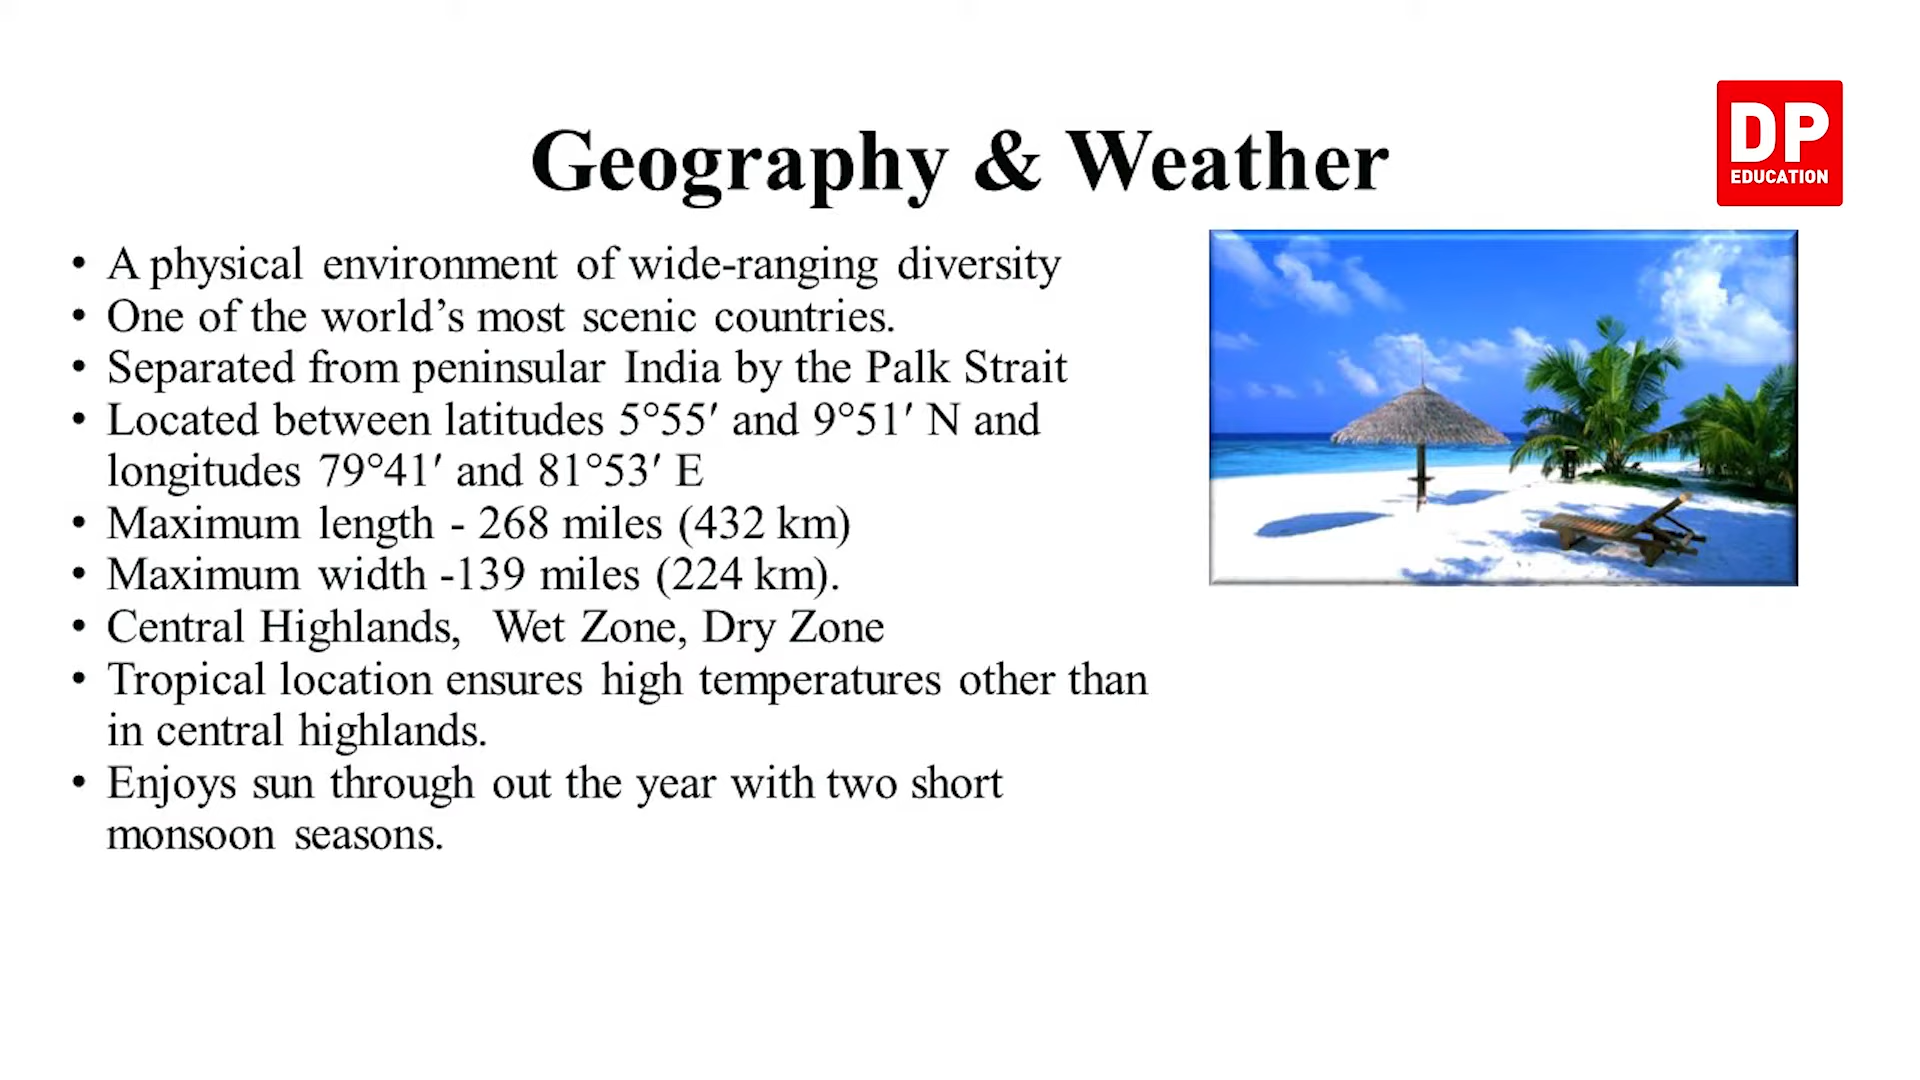 DP
EDUCATION
Geography & Weather
• A physical environment of wide-ranging diversity
• One of the world’s most scenic countries.
• Separated from peninsular India by the Palk Strait
• Located between latitudes 5°55′ and 9°51′ N and
longitudes 79°41′ and 81°53′ E
• Maximum length - 268 miles (432 km)
• Maximum width -139 miles (224 km).
• Central Highlands,  Wet Zone, Dry Zone
• Tropical location ensures high temperatures other than
in central highlands.
• Enjoys sun through out the year with two short
monsoon seasons.